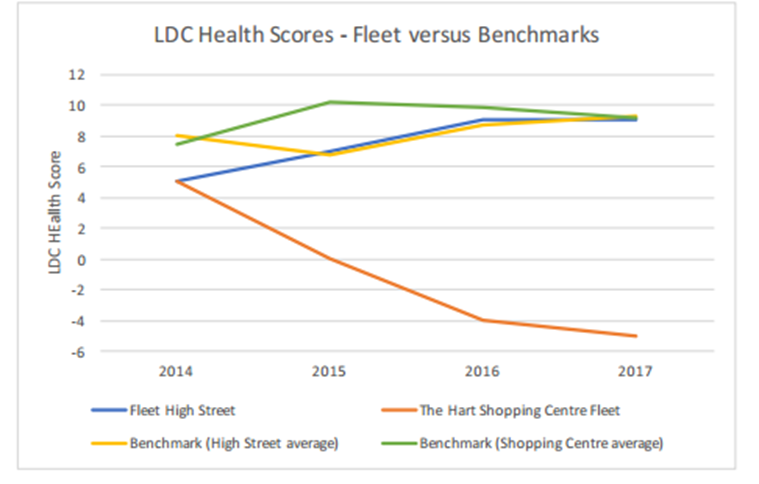 LDC Health Scores - Fleet versus Benchmarks
LDC HEallth Score
12
10
8
6
4
2
0
-2
-4
-6
2014 2015 2016 2017
Fleet High Street The Hart Shopping Centre Fleet
Benchmark (High Street average) Benchmark (Shopping Centre average)